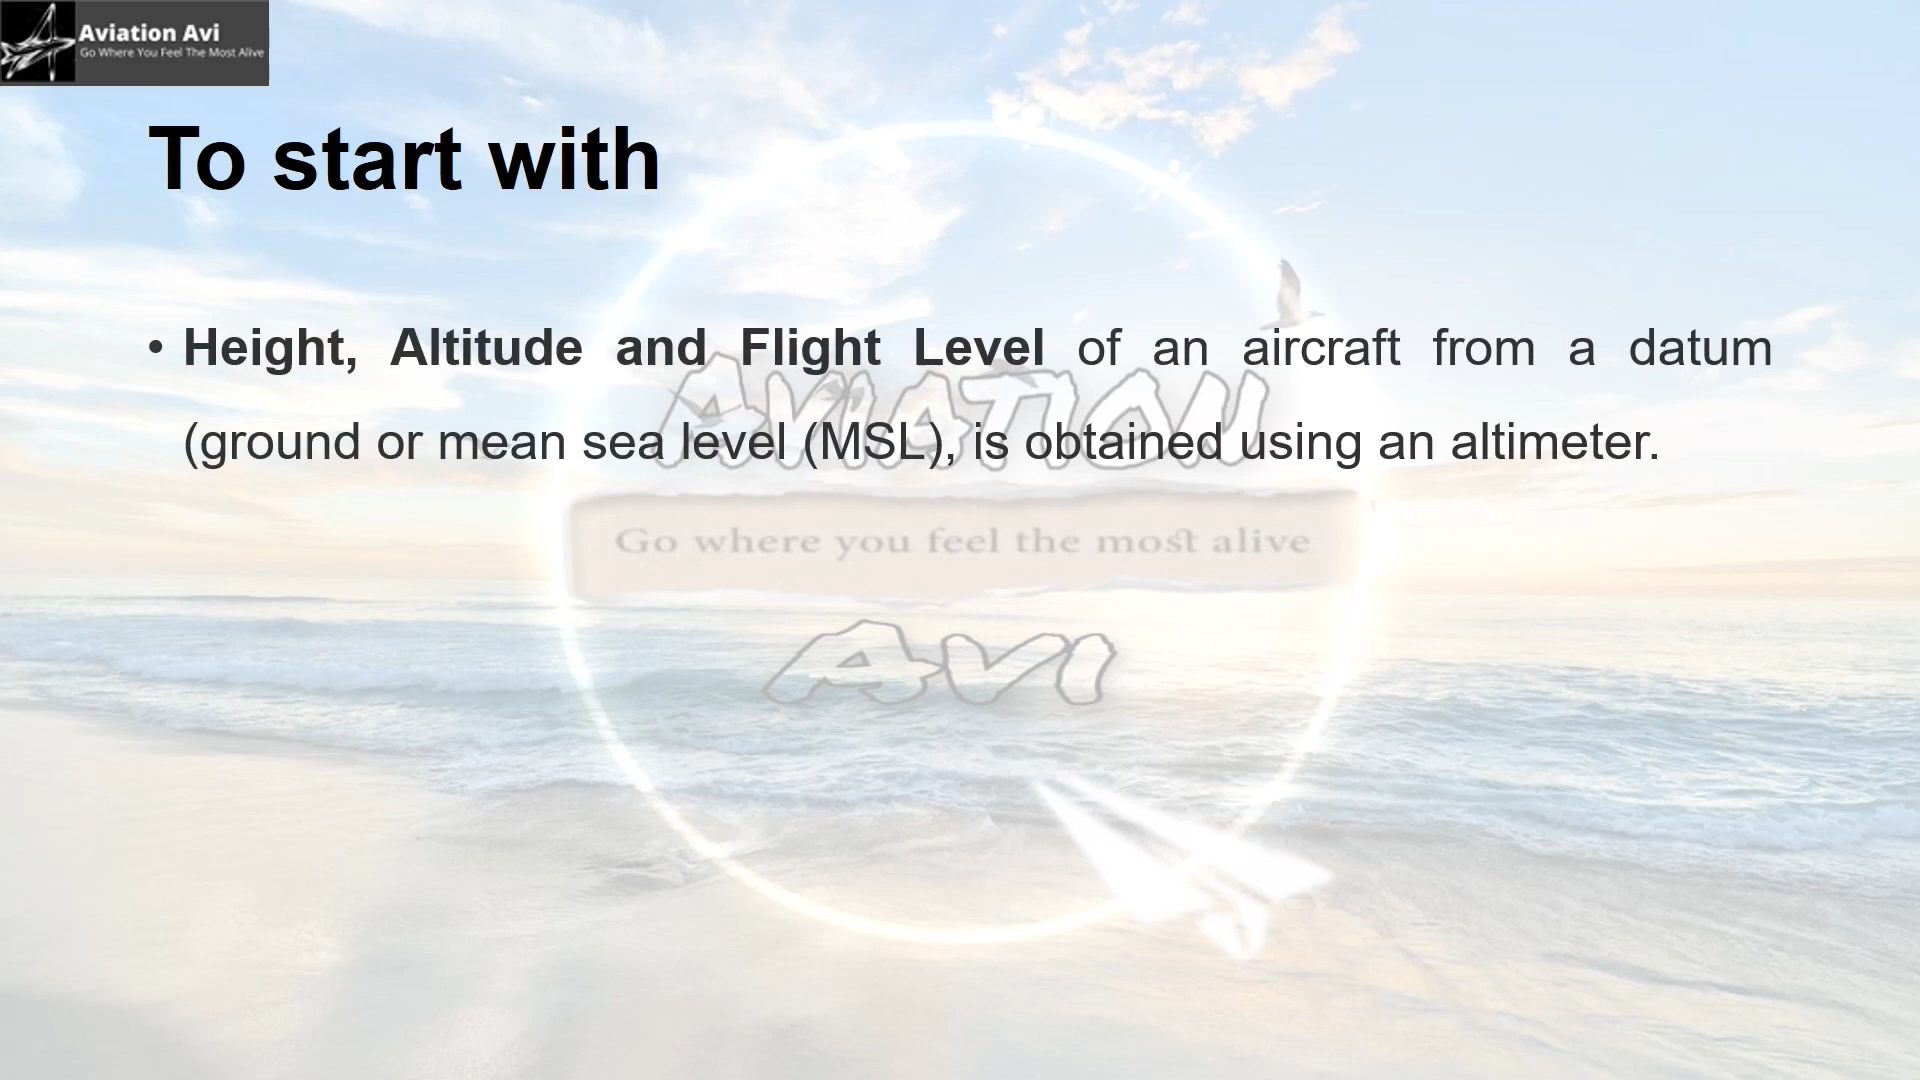 Aviation Avi
Go Where You Feel The Most Alive
To start with
• Height, Altitude and Flight Level of an aircraft from a datum
(ground or mean sea level (MSL), is obtained using an altimeter.
AVIATION
Go where you feel the most alive
AVI